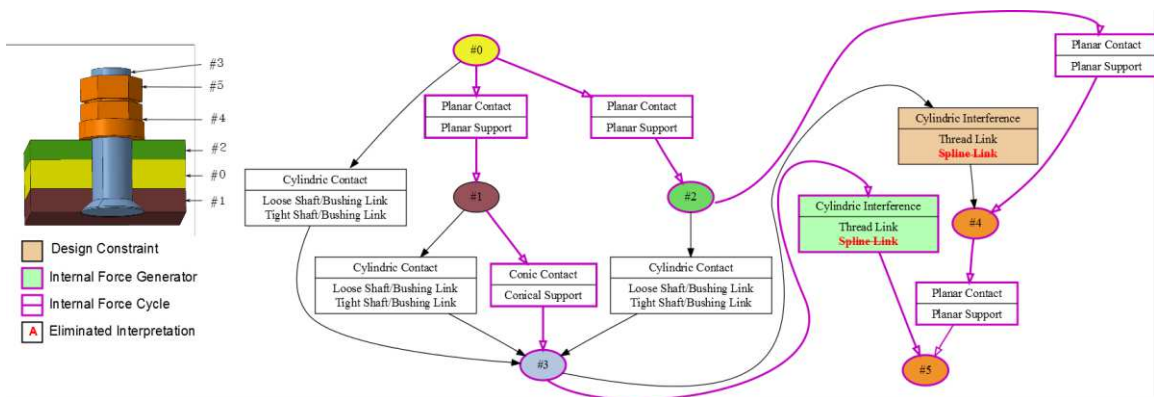 #3
#5
#4
#2
#0
#1
Design Constraint
Internal Force Generator
Internal Force Cycle
A Eliminated Interpretation
#0
Planar Contact
Planar Support
Planar Contact
Planar Support
Planar Contact
Planar Support
Cylindric Contact
Loose Shaft/Bushing Link
Tight Shaft/Bushing Link
#1
#2
Cylindric Interference
Thread Link
Spline Link
Cylindric Interference
Thread Link
Spline Link
#4
Cylindric Contact
Loose Shaft/Bushing Link
Tight Shaft/Bushing Link
Conic Contact
Conical Support
Cylindric Contact
Loose Shaft/Bushing Link
Tight Shaft/Bushing Link
Planar Contact
Planar Support
#3
#5